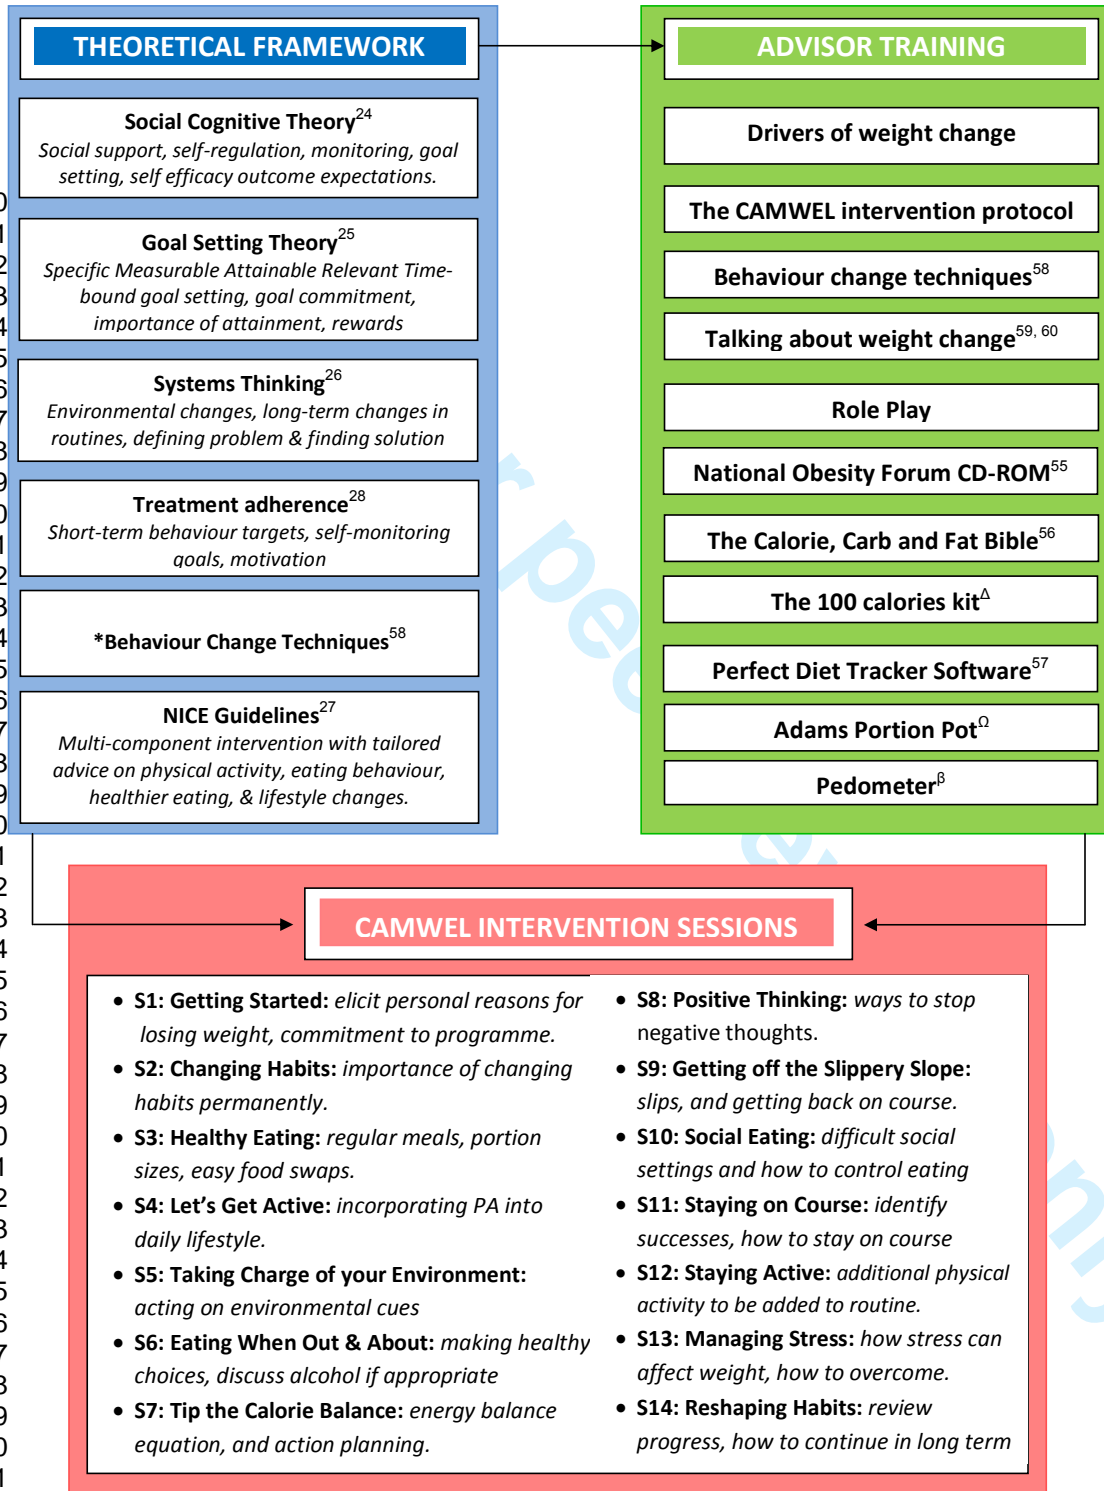 THEORETICAL FRAMEWORK
Social Cognitive Theory24
Social support, self-regulation, monitoring, goal
setting, self efficacy outcome expectations.
Goal Setting Theory25
Specific Measurable Attainable Relevant Time-
bound goal setting, goal commitment,
importance of attainment, rewards
Systems Thinking26
Environmental changes, long-term changes in
routines, defining problem & finding solution
Treatment adherence28
Short-term behaviour targets, self-monitoring
goals, motivation
*Behaviour Change Techniques58
NICE Guidelines27
Multi-component intervention with tailored
advice on physical activity, eating behaviour,
healthier eating, & lifestyle changes.
ADVISOR TRAINING
Drivers of weight change
The CAMWEL intervention protocol
Behaviour change techniques58
Talking about weight change59, 60
Role Play
National Obesity Forum CD-ROM55
The Calorie, Carb and Fat Bible56
The 100 calories kitΔ
Perfect Diet Tracker Software57
Adams Portion PotΩ
Pedometerβ
CAMWEL INTERVENTION SESSIONS
• S1: Getting Started: elicit personal reasons for
losing weight, commitment to programme.
• S2: Changing Habits: importance of changing
habits permanently.
• S3: Healthy Eating: regular meals, portion
sizes, easy food swaps.
• S4: Let's Get Active: incorporating PA into
daily lifestyle.
• S5: Taking Charge of your Environment:
acting on environmental cues
• S6: Eating When Out & About: making healthy
choices, discuss alcohol if appropriate
• S7: Tip the Calorie Balance: energy balance
equation, and action planning.
• S8: Positive Thinking: ways to stop
negative thoughts.
• S9: Getting off the Slippery Slope:
slips, and getting back on course.
• S10: Social Eating: difficult social
settings and how to control eating
• S11: Staying on Course: identify
successes, how to stay on course
• S12: Staying Active: additional physical
activity to be added to routine.
• S13: Managing Stress: how stress can
affect weight, how to overcome.
• S14: Reshaping Habits: review
progress, how to continue in long term